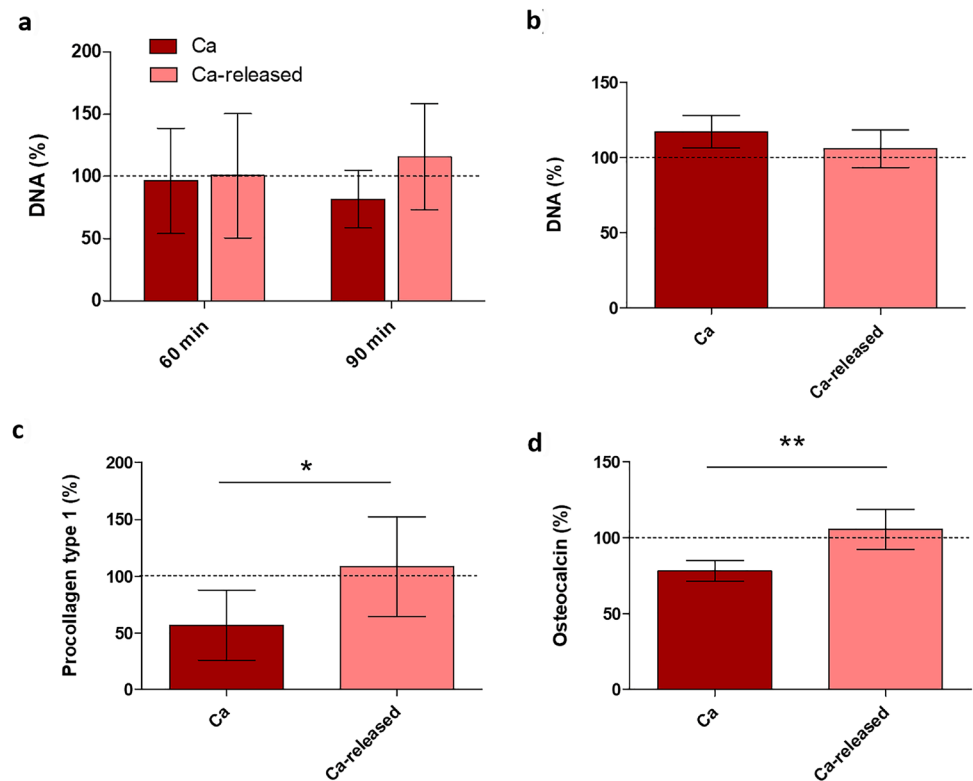 a
200
150
100
50
0
DNA (%)
Ca
Ca-released
60 min
90 min
b
150
100
50
0
DNA (%)
Ca
Ca-released
c
200
150
100
50
0
Procollagen type 1 (%)
*
Ca
Ca-released
d
150
100
50
0
Osteocalcin (%)
**
Ca
Ca-released